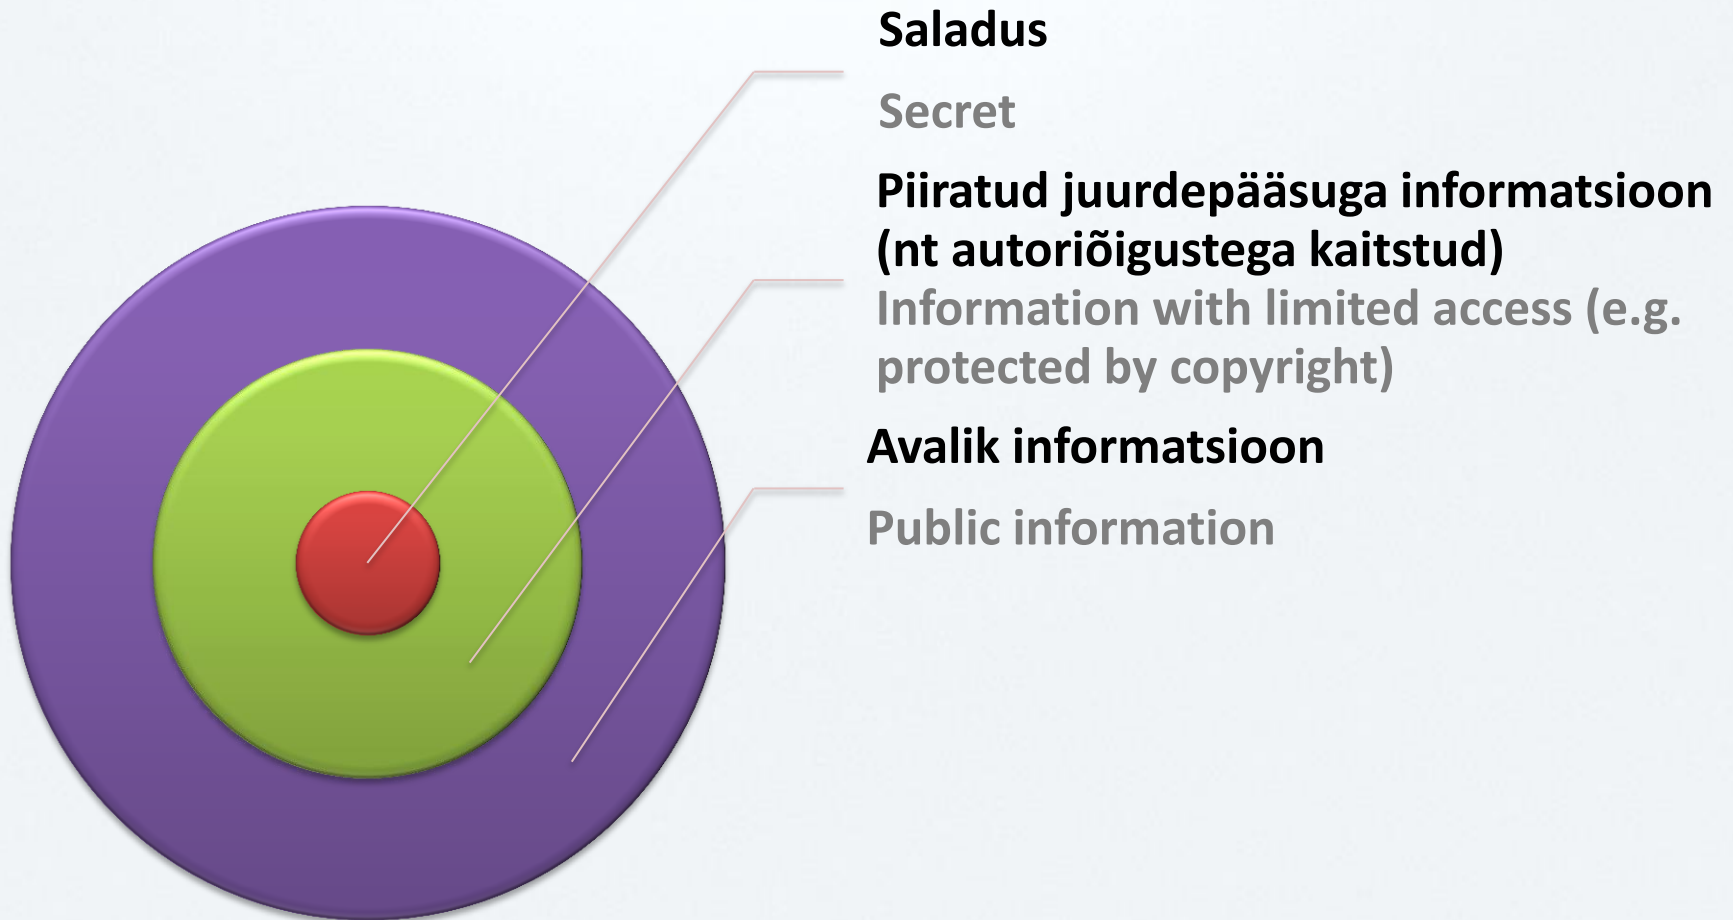 Saladus
Secret
Piiratud juurdepääsuga informatsioon
(nt autoriõigustega kaitstud)
Information with limited access (e.g.
protected by copyright)
Avalik informatsioon
Public information